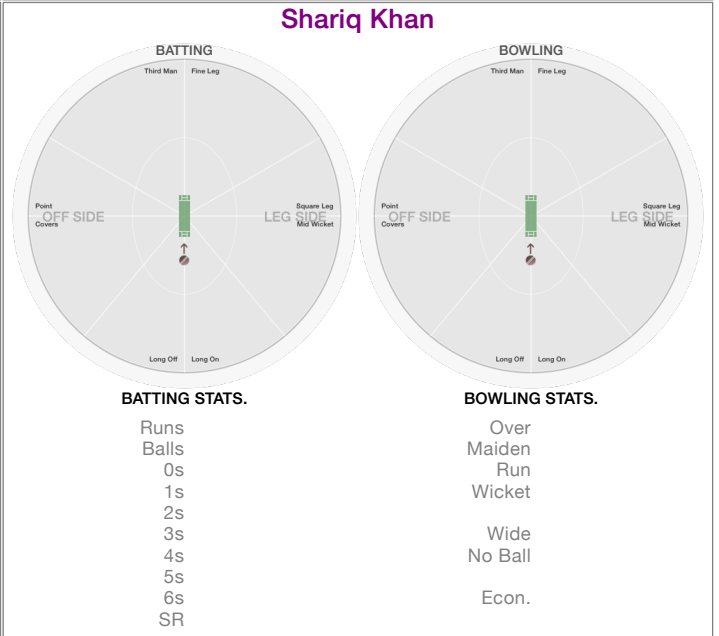 Shariq Khan
BATTING
Third Man Fine Leg
Point
OFF SIDE
Covers
Square Leg
LEG SIDE
Mid Wicket
Long Off Long On
BOWLING
Third Man Fine Leg
Point
OFF SIDE
Covers
Square Leg
LEG SIDE
Mid Wicket
Long Off Long On
BATTING STATS.
Runs
Balls
0s
1s
2s
3s
4s
5s
6s
SR
BOWLING STATS.
Over
Maiden
Run
Wicket
Wide
No Ball
Econ.